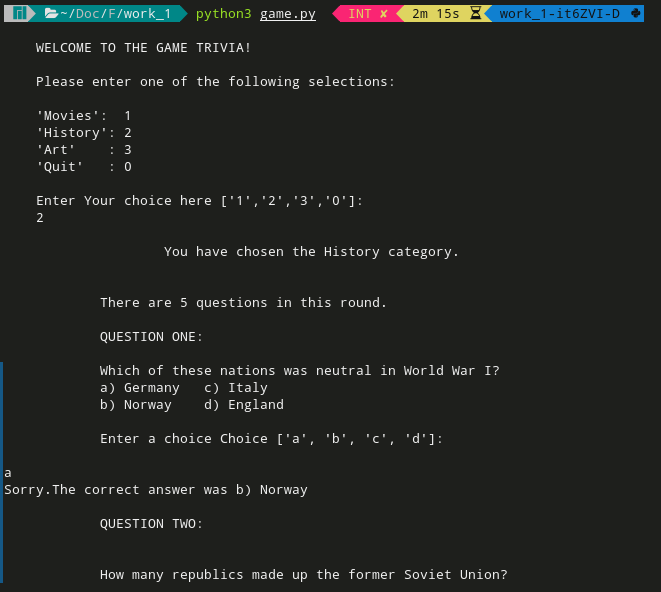 ~/Doc/F/work_1 python3 game.py INT ✘ 2m 15s work_1-it6ZVI-D
WELCOME TO THE GAME TRIVIA!
Please enter one of the following selections:
'Movies':  1
'History': 2
'Art'   : 3
'Quit'   : 0
Enter Your choice here ['1','2','3','0']:
2
You have chosen the History category.
There are 5 questions in this round.
QUESTION ONE:
Which of these nations was neutral in World War I?
a) Germany   c) Italy
b) Norway    d) England
Enter a choice Choice ['a', 'b', 'c', 'd']:
a
Sorry.The correct answer was b) Norway
QUESTION TWO:
How many republics made up the former Soviet Union?